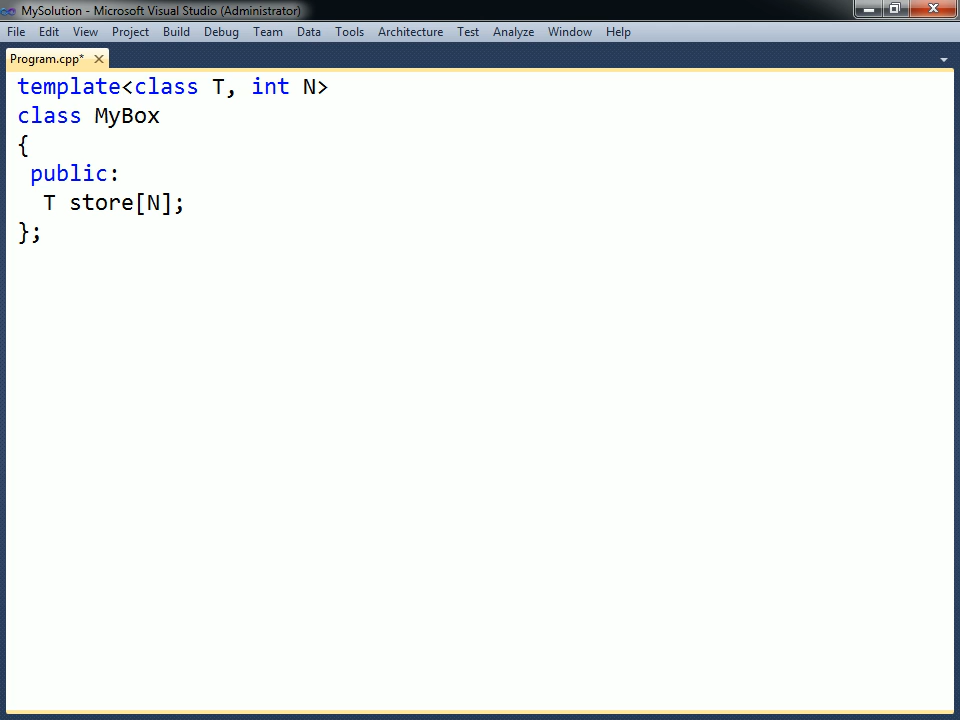 MySolution - Microsoft Visual Studio (Administrator)
File Edit View Project Build Debug Team Data Tools Architecture Test Analyze Window Help
Program.cpp*
template<class T, int N>
class MyBox
{
 public:
  T store[N];
};